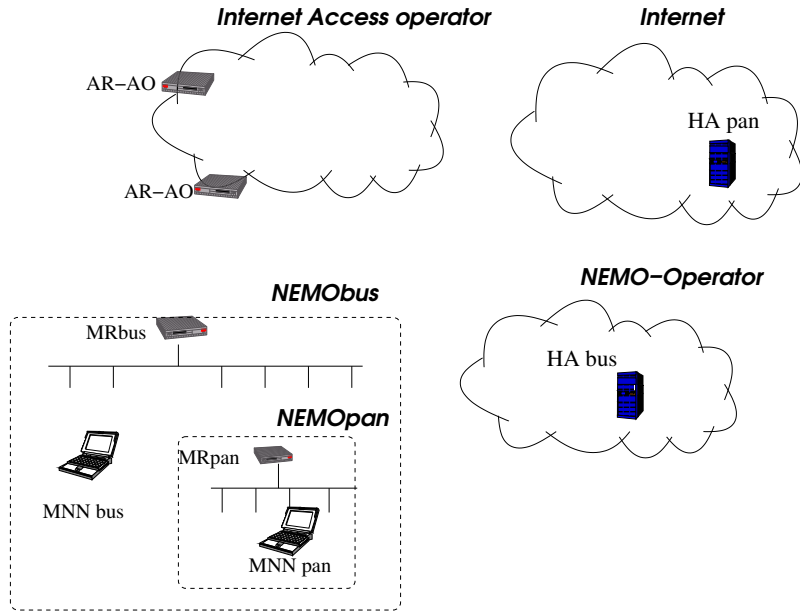 Internet Access operator
Internet
AR−AO
HA pan
AR−AO
NEMObus
NEMO−Operator
MRbus
HA bus
NEMOpan
MRpan
MNN bus
MNN pan